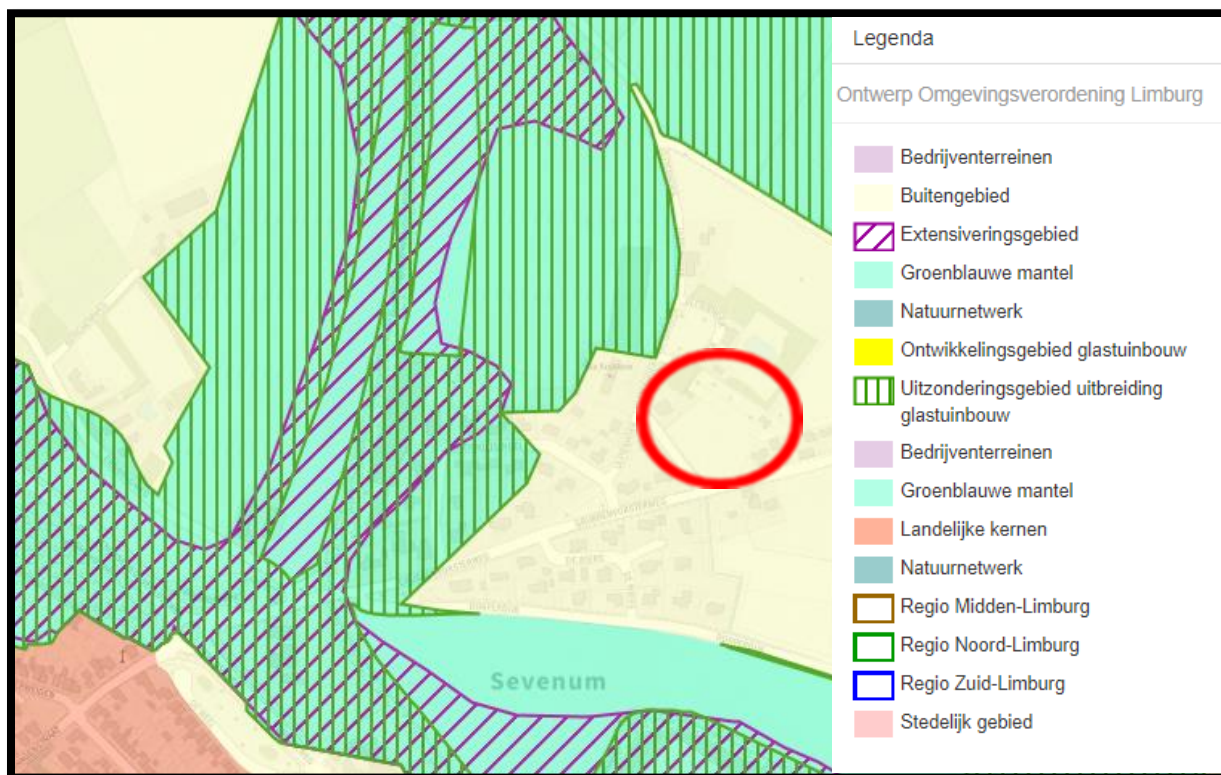 Legenda
Ontwerp Omgevingsverordening Limburg
Bedrijventerreinen
Buitengebied
Extensiveringsgebied
Groenblauwe mantel
Natuurnetwerk
Ontwikkelingsgebied glastuinbouw
Uitzonderingsgebied uitbreiding
glastuinbouw
Bedrijventerreinen
Groenblauwe mantel
Landelijke kernen
Natuurnetwerk
Regio Midden-Limburg
Regio Noord-Limburg
Regio Zuid-Limburg
Stedelijk gebied
Sevenum